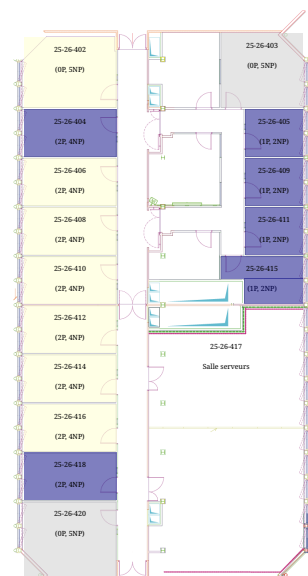 25-26-402
(0P, 5NP)
25-26-403
(0P, 5NP)
25-26-404
(2P, 4NP)
25-26-405
(1P, 2NP)
25-26-406
(2P, 4NP)
25-26-409
(1P, 2NP)
25-26-408
(2P, 4NP)
25-26-411
(1P, 2NP)
25-26-410
(2P, 4NP)
25-26-415
(1P, 2NP)
25-26-412
(2P, 4NP)
25-26-417
Salle serveurs
25-26-414
(2P, 4NP)
25-26-416
(2P, 4NP)
25-26-418
(2P, 4NP)
25-26-420
(0P, 5NP)